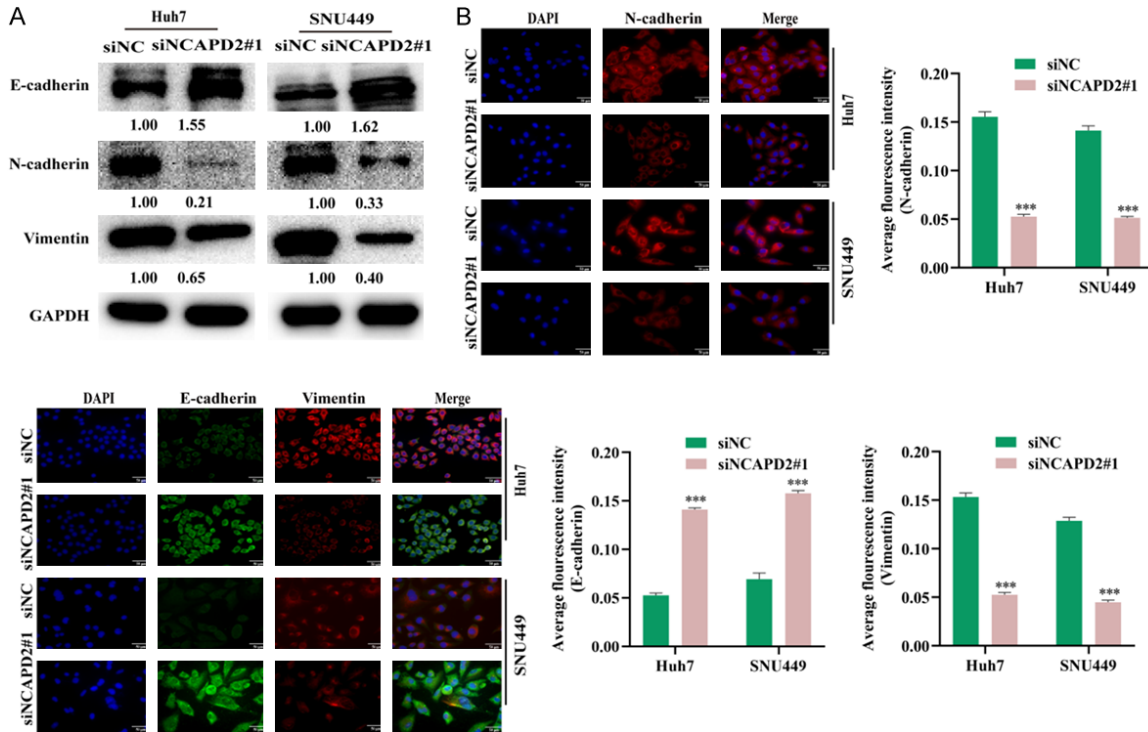 A
Huh7
SNU449
siNC siNCAPD2#1
siNC siNCAPD2#1
E-cadherin
1.00 1.55
1.00 1.62
N-cadherin
1.00 0.21
1.00 0.33
Vimentin
1.00 0.65
1.00 0.40
GAPDH
B
DAPI
N-cadherin
Merge
siNC
siNCAPD2#1
Huh7
siNC
siNCAPD2#1
SNU449
siNC
siNCAPD2#1
Average flourescence intensity
(N-cadherin)
0.20
0.15
0.10
0.05
0.00
***
***
Huh7
SNU449
DAPI
E-cadherin
Vimentin
Merge
siNC
siNCAPD2#1
Huh7
siNC
siNCAPD2#1
SNU449
siNC
siNCAPD2#1
Average flourescence intensity
(E-cadherin)
0.20
0.15
0.10
0.05
0.00
***
***
Huh7
SNU449
siNC
siNCAPD2#1
Average flourescence intensity
(Vimentin)
0.20
0.15
0.10
0.05
0.00
***
***
Huh7
SNU449